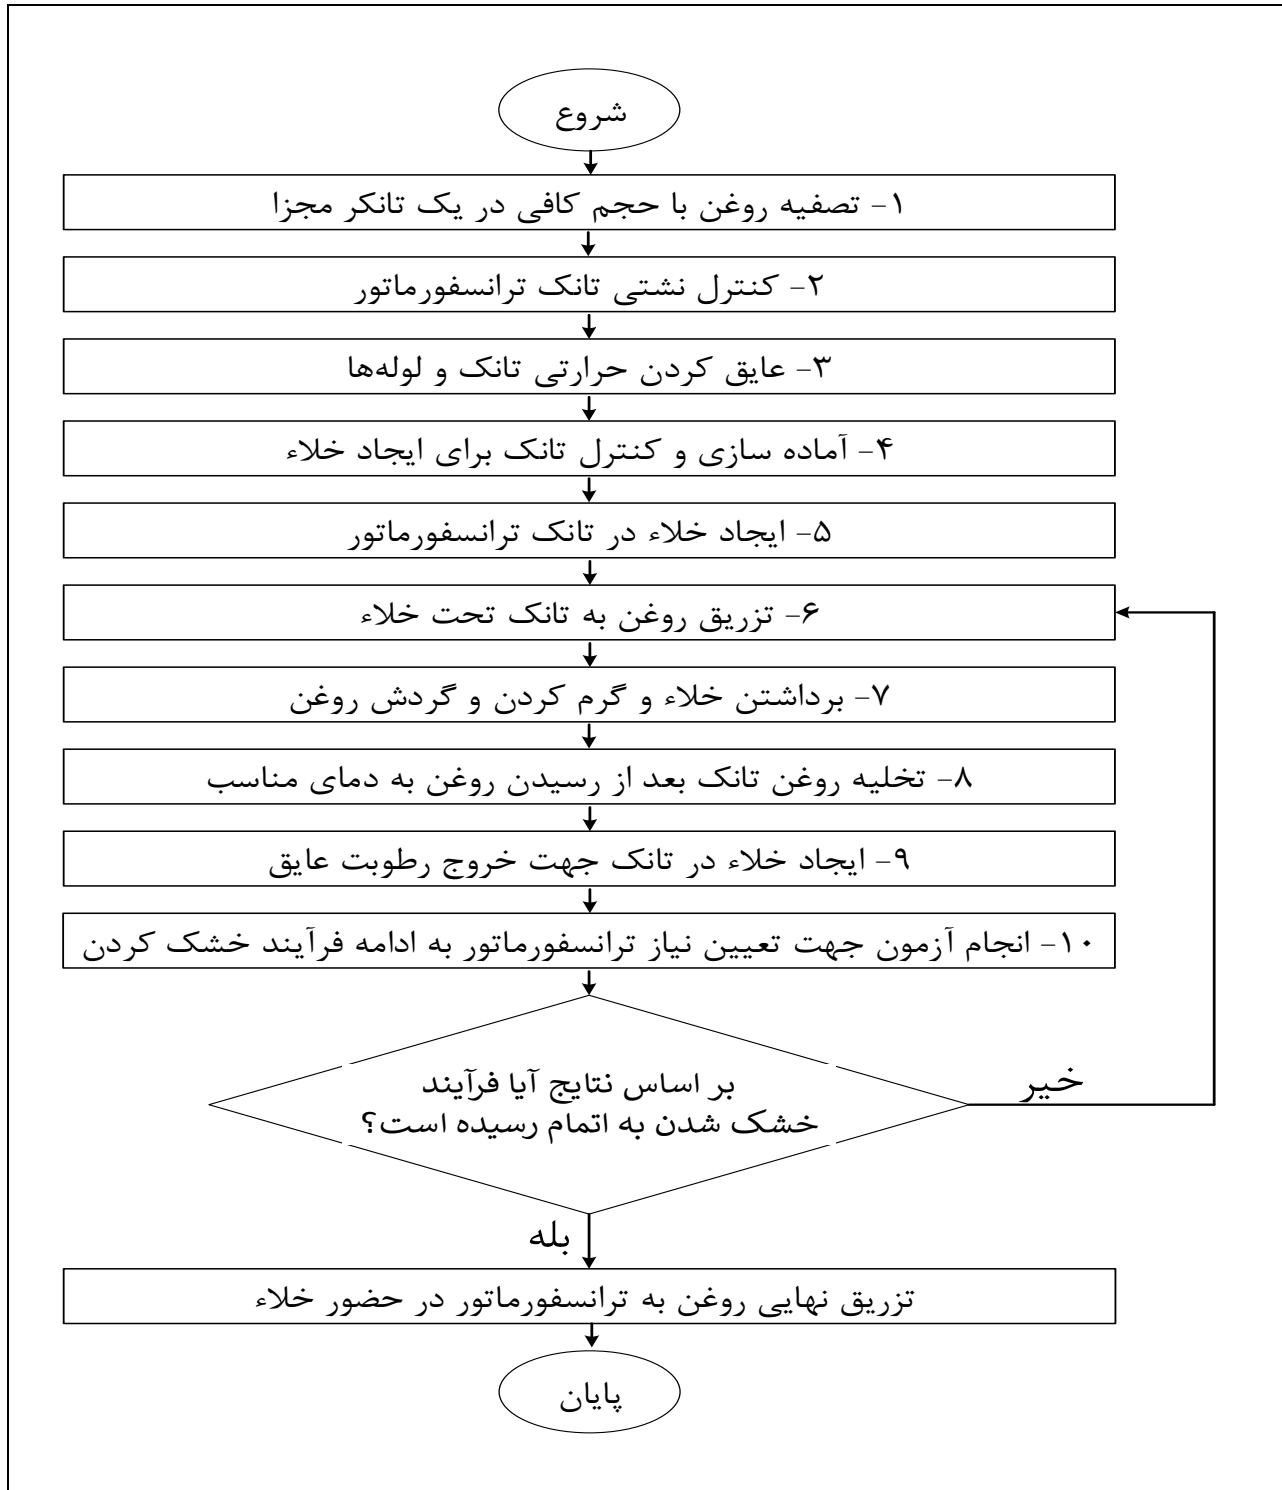 شروع
۱- تصفیه روغن با حجم کافی در یک تانکر مجزا
۲- کنترل نشتی تانک ترانسفورماتور
۳- عایق کردن حرارتی تانک و لوله‌ها
۴- آماده سازی و کنترل تانک برای ایجاد خلاء
۵- ایجاد خلاء در تانک ترانسفورماتور
۶- تزریق روغن به تانک تحت خلاء
۷- برداشتن خلاء و گرم کردن و گردش روغن
۸- تخلیه روغن تانک بعد از رسیدن روغن به دمای مناسب
۹- ایجاد خلاء در تانک جهت خروج رطوبت عایق
۱۰- انجام آزمون جهت تعیین نیاز ترانسفورماتور به ادامه فرآیند خشک کردن
بر اساس نتایج آیا فرآیند
خشک شدن به اتمام رسیده است؟
خیر
بله
تزریق نهایی روغن به ترانسفورماتور در حضور خلاء
پایان